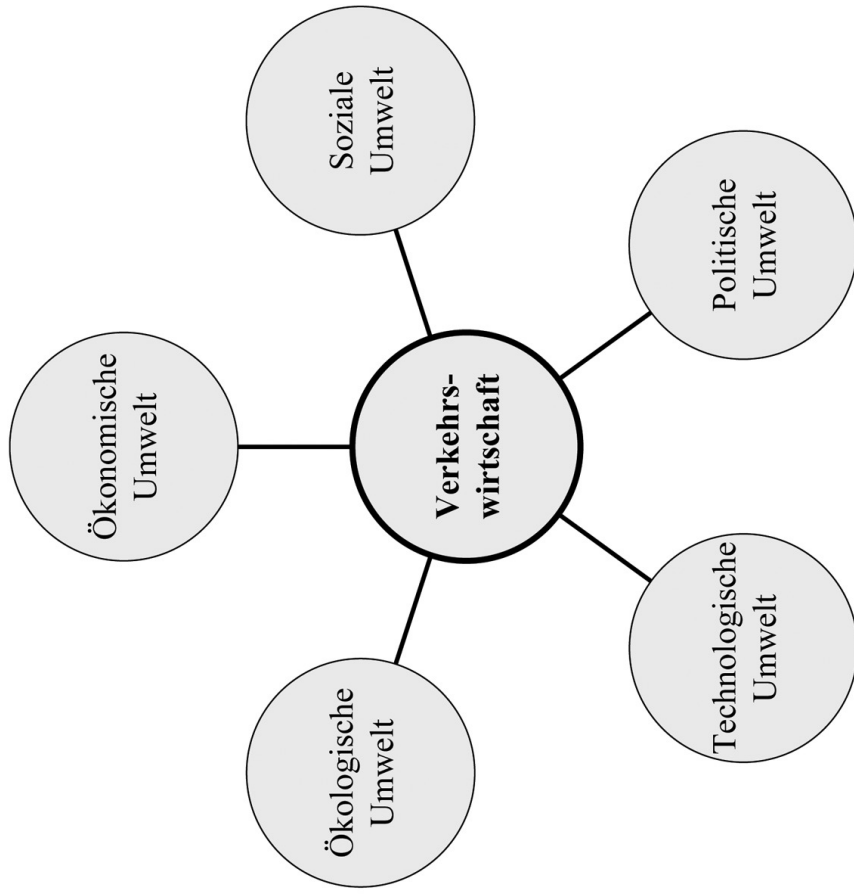 Soziale
Umwelt
Ökonomische
Umwelt
Politische
Umwelt
Verkehrs-
wirtschaft
Ökologische
Umwelt
Technologische
Umwelt